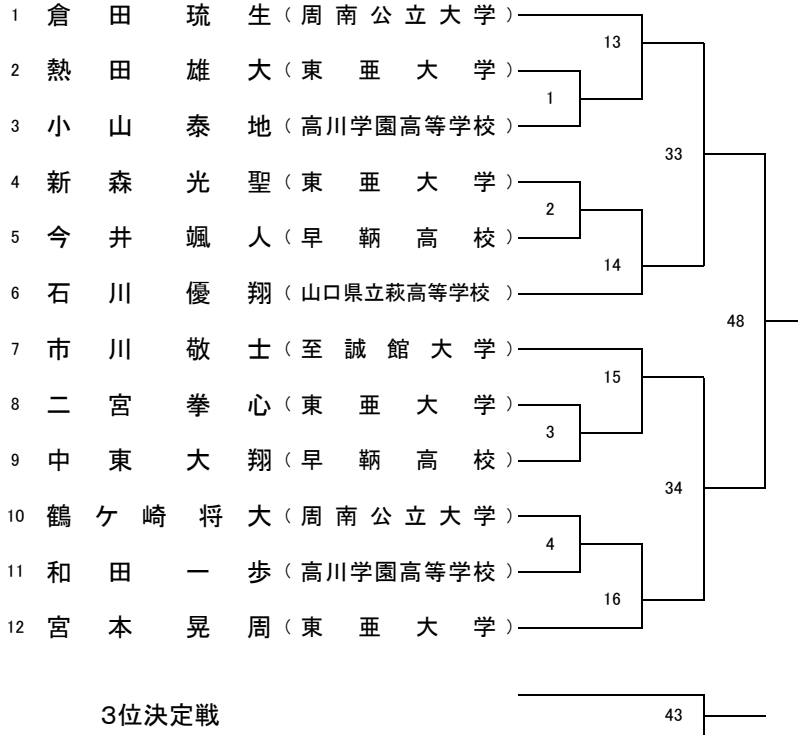 1 倉田琉生(周南公立大学)
13
2 熱田雄大(東亜大学)
1
3 小山泰地(高川学園高等学校)
33
4 新森光聖(東亜大学)
2
5 今井颯人(早鞆高校)
14
6 石川優翔(山口県立萩高等学校)
48
7 市川敬士(至誠館大学)
15
8 二宮拳心(東亜大学)
3
9 中東大翔(早鞆高校)
34
10 鶴ケ崎将大(周南公立大学)
4
11 和田一歩(高川学園高等学校)
16
12 宮本晃周(東亜大学)
3位決定戦 43